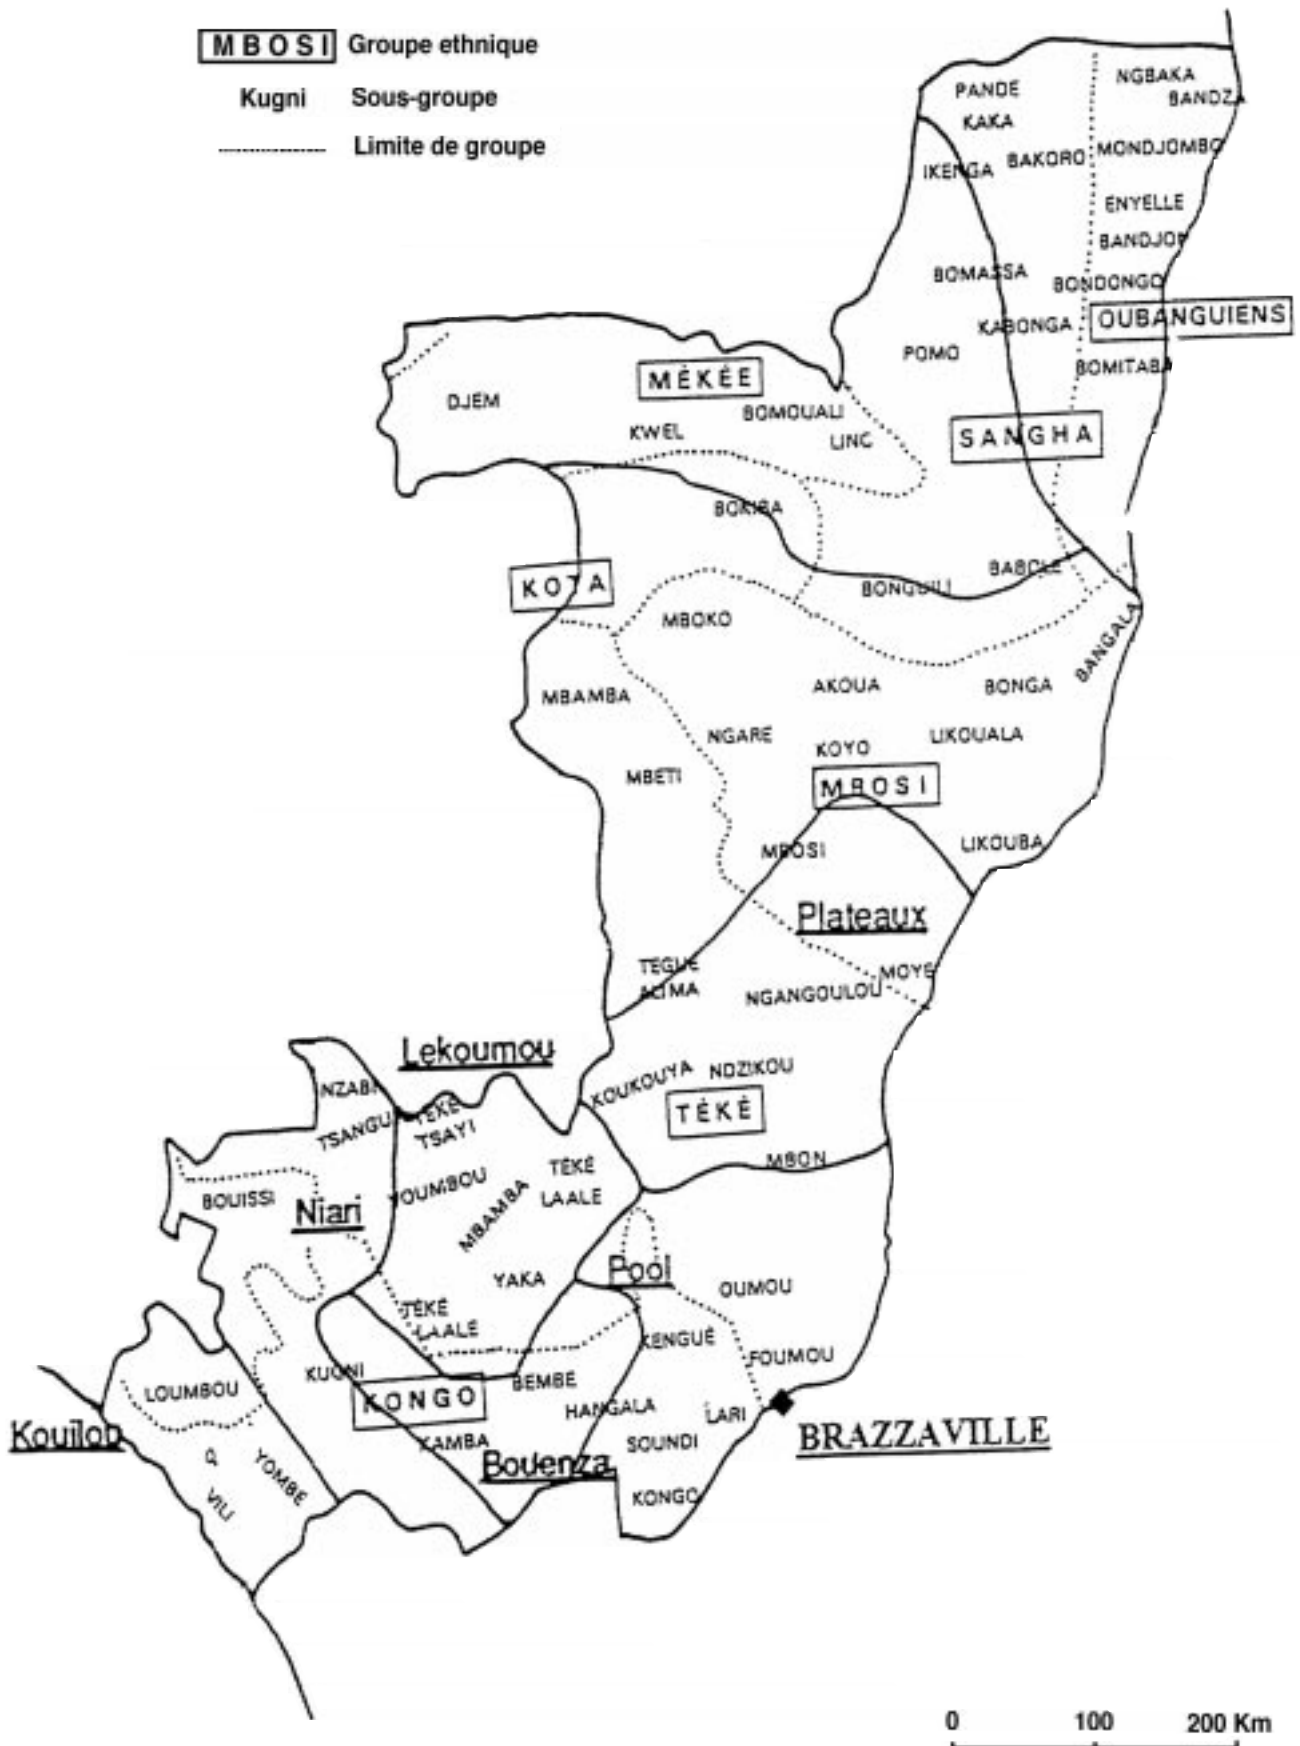 MBOSI Groupe ethnique
Kugni Sous-groupe
Limite de groupe
NGBAKA
PANDE
BANDZA
KAKA
MONDJOMBO
BAKORO
IKENGA
ENYELLE
BANDJON
BOMASSA
BONDONGO
OUBANGUIENS
KABONGA
POMO
BOMITABA
MÉKÉE
DJEM
BOMOUALI
KWEL
SANGHA
BOKIBA
BABOLE
KOTA
BONGUILI
MBOKO
BANGALA
AKOUA
BONGA
MBAMBA
NGARE
LIKOUALA
KOYO
MBETI
MBOSI
LIKOUBA
MBOSI
Plateaux
TEGUE
ALIMA
MOYE
NGANGOULOU
Lekoumou
NDZIKOU
KOUKOUYA
NZABI
TÉKÉ
TÉKÉ
TSAYI
TSANGU
MBON
TÉKÉ
LAALE
YOUMBOU
BOUISSI
MBAMBA
Niari
Pool
YAKA
OUMOU
TÉKÉ
LAALE
KENGUÉ
FOUMOU
KUGNI
BEMBE
LOUMBOU
KONGO
HANGALA
LARI
BRAZZAVILLE
Kouilou
KAMBA
SOUNDI
Bouenza
YOMBE
VILI
KONGO
0 100 200 Km